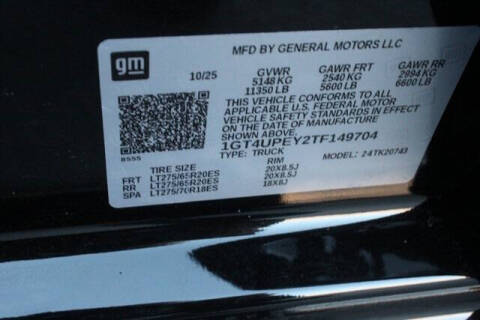 gm
MFD BY GENERAL MOTORS LLC
10/25 GVWR GAWR FRT GAWR RR
5148 KG 2540 KG 2994 KG
11350 LB 5600 LB 6600 LB
THIS VEHICLE CONFORMS TO ALL
APPLICABLE U.S. FEDERAL MOTOR
VEHICLE SAFETY STANDARDS IN EFFECT
ON THE DATE OF MANUFACTURE
SHOWN ABOVE.
1GT4UPEY2TF149704
TYPE: TRUCK MODEL: 24TK20743
TIRE SIZE RIM
FRT LT275/65R20ES 20X8.5J
RR LT275/65R20ES 20X8.5J
SPA LT275/70R18ES 18X8J